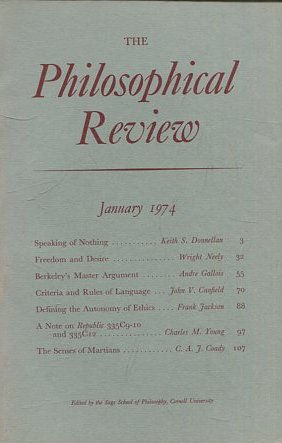 THE
Philosophical
Review
January 1974
Speaking of Nothing .......... Keith S. Donnellan 3
Freedom and Desire .............. Wright Neely 32
Berkeley's Master Argument ........ André Gallois 55
Criteria and Rules of Language ... John V. Canfield 70
Defining the Autonomy of Ethics .... Frank Jackson 88
A Note on Republic 335C9-10
and 335C12 .............. Charles M. Young 97
The Senses of Martians ........... C. A. J. Coady 107
Edited by the Sage School of Philosophy, Cornell University